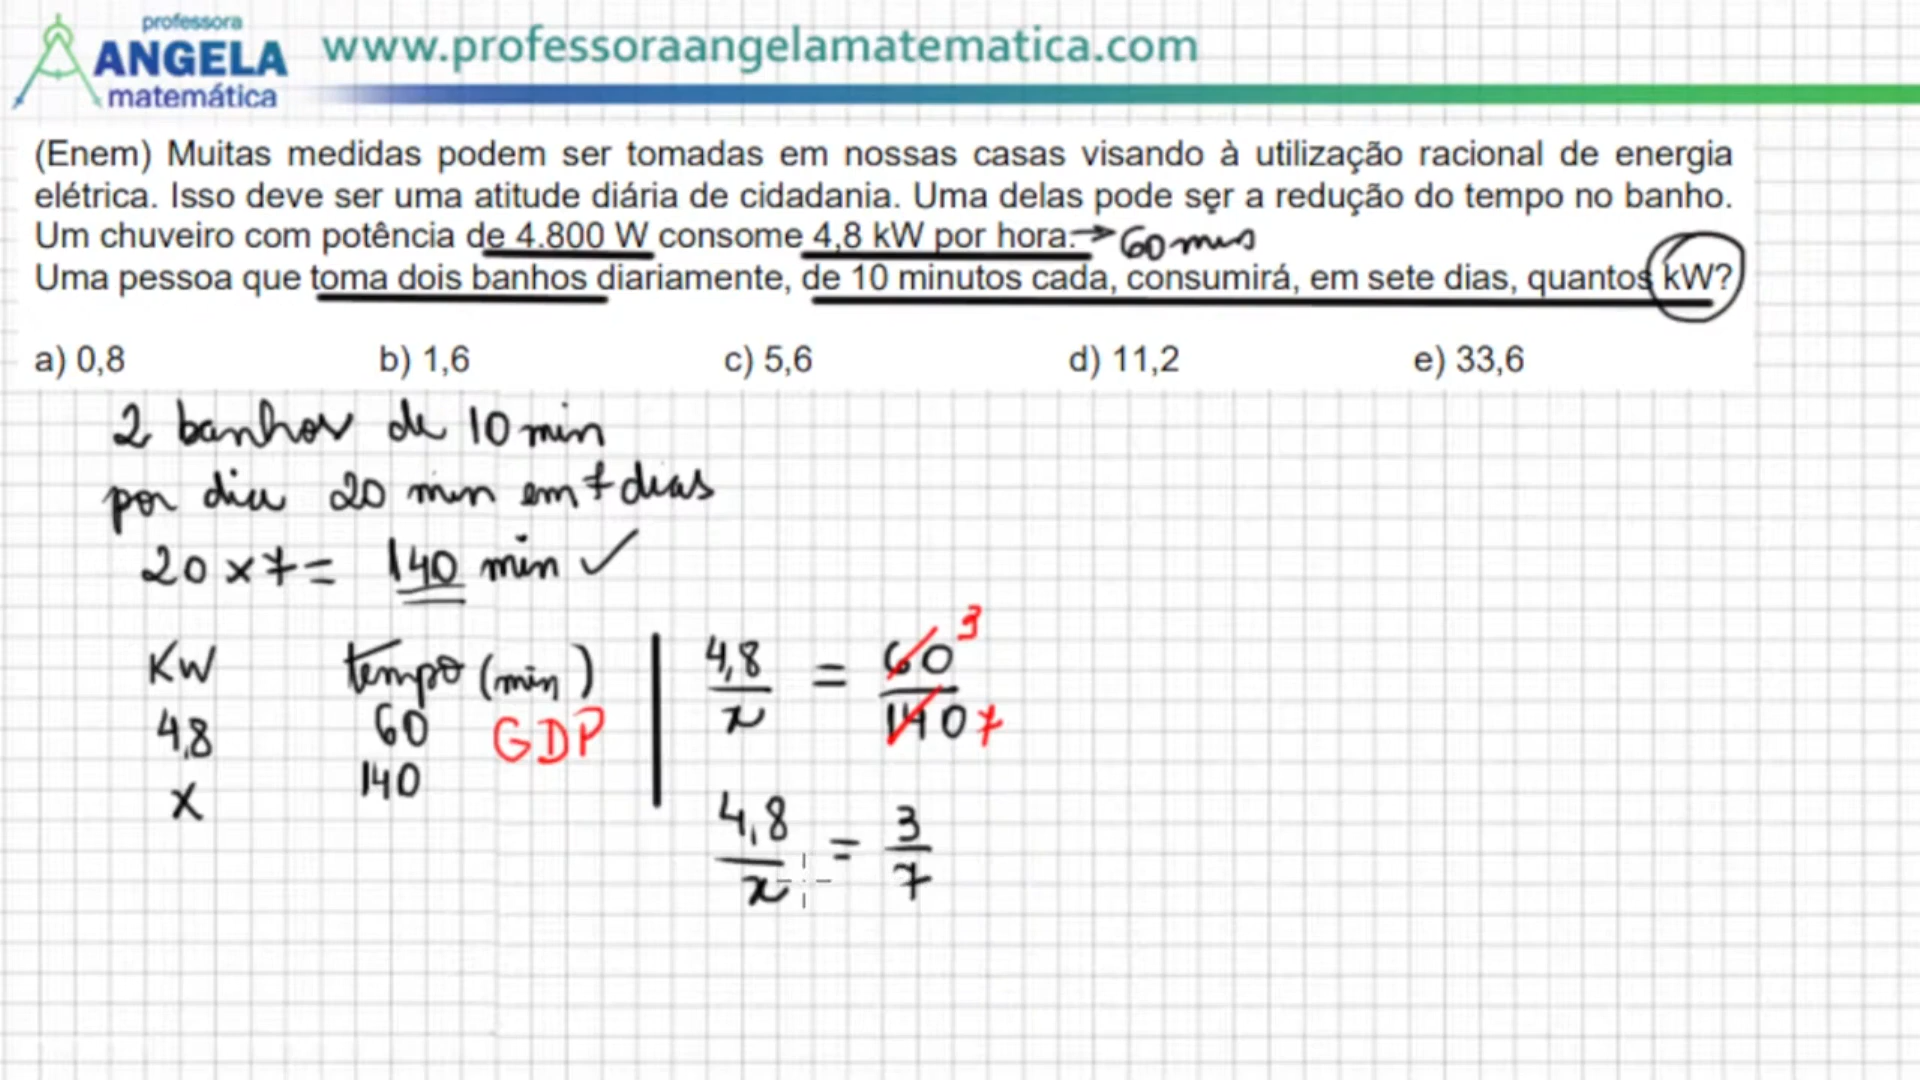 professora
ANGELA
matemática
www.professoraangelamatematica.com
(Enem) Muitas medidas podem ser tomadas em nossas casas visando à utilização racional de energia
elétrica. Isso deve ser uma atitude diária de cidadania. Uma delas pode ser a redução do tempo no banho.
Um chuveiro com potência de 4.800 W consome 4,8 kW por hora. → 60 min
Uma pessoa que toma dois banhos diariamente, de 10 minutos cada, consumirá, em sete dias, quantos kW?
a) 0,8 b) 1,6 c) 5,6 d) 11,2 e) 33,6
2 banhos de 10 min
por dia 20 min em 7 dias
20 x 7 = 140 min ✓
KW tempo (min)
4,8 60 GDP
x 140
4,8/x = 60/140 3 7
4,8/x = 3/7